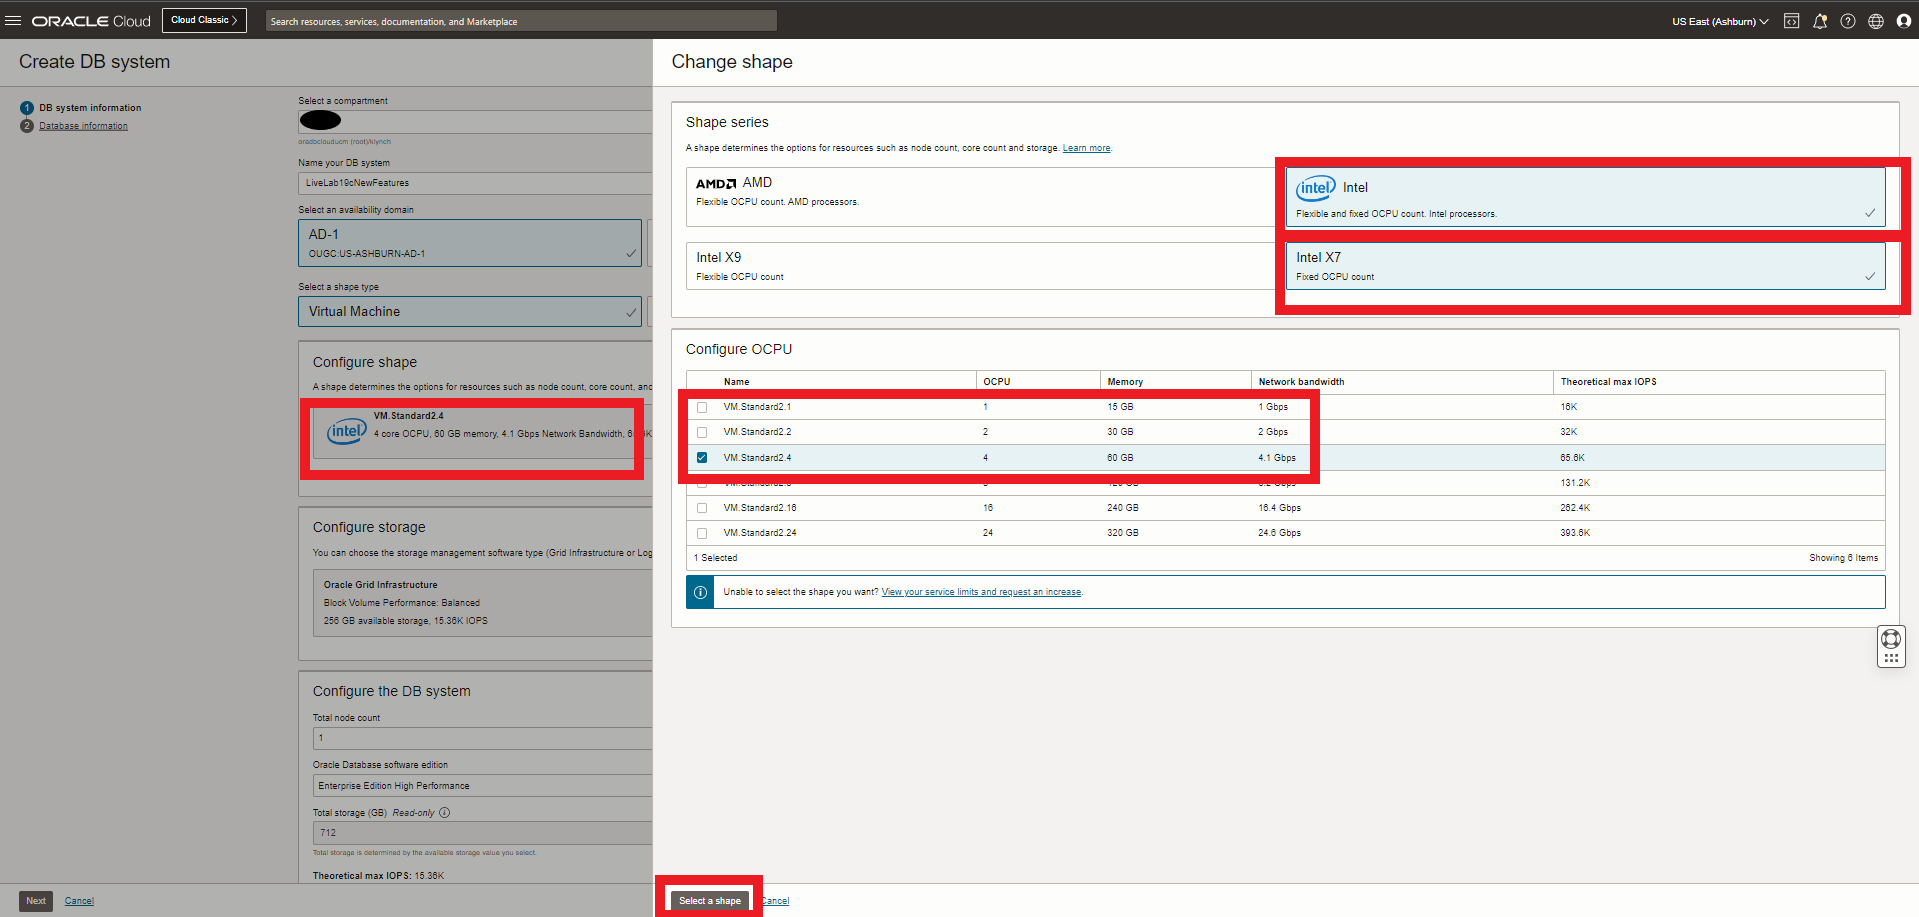 ORACLE Cloud
Cloud Classic
Search resources, services, documentation, and Marketplace
US East (Ashburn)
Create DB system
1 DB system information
2 Database information
Select a compartment
oradbclouducm (root)/klynch
Name your DB system
LiveLab19cNewFeatures
Select an availability domain
AD-1
OUGC:US-ASHBURN-AD-1
Select a shape type
Virtual Machine
Configure shape
A shape determines the options for resources such as node count, core count, and
VM.Standard2.4
intel
4 core OCPU, 60 GB memory, 4.1 Gbps Network Bandwidth, 6
Configure storage
You can choose the storage management software type (Grid Infrastructure or Log
Oracle Grid Infrastructure
Block Volume Performance: Balanced
256 GB available storage, 15.36K IOPS
Configure the DB system
Total node count
1
Oracle Database software edition
Enterprise Edition High Performance
Total storage (GB) Read-only
712
Total storage is determined by the available storage value you select.
Theoretical max IOPS: 15.36K
Next Cancel
Change shape
Shape series
A shape determines the options for resources such as node count, core count and storage. Learn more.
AMD AMD
Flexible OCPU count. AMD processors.
intel Intel
Flexible and fixed OCPU count. Intel processors.
Intel X9
Flexible OCPU count
Intel X7
Fixed OCPU count
Configure OCPU
Name OCPU Memory Network bandwidth Theoretical max IOPS
VM.Standard2.1 1 15 GB 1 Gbps 16K
VM.Standard2.2 2 30 GB 2 Gbps 32K
VM.Standard2.4 4 60 GB 4.1 Gbps 65.6K
131.2K
VM.Standard2.16 16 240 GB 16.4 Gbps 262.4K
VM.Standard2.24 24 320 GB 24.6 Gbps 393.6K
1 Selected
Showing 6 Items
Unable to select the shape you want? View your service limits and request an increase.
Select a shape
Cancel